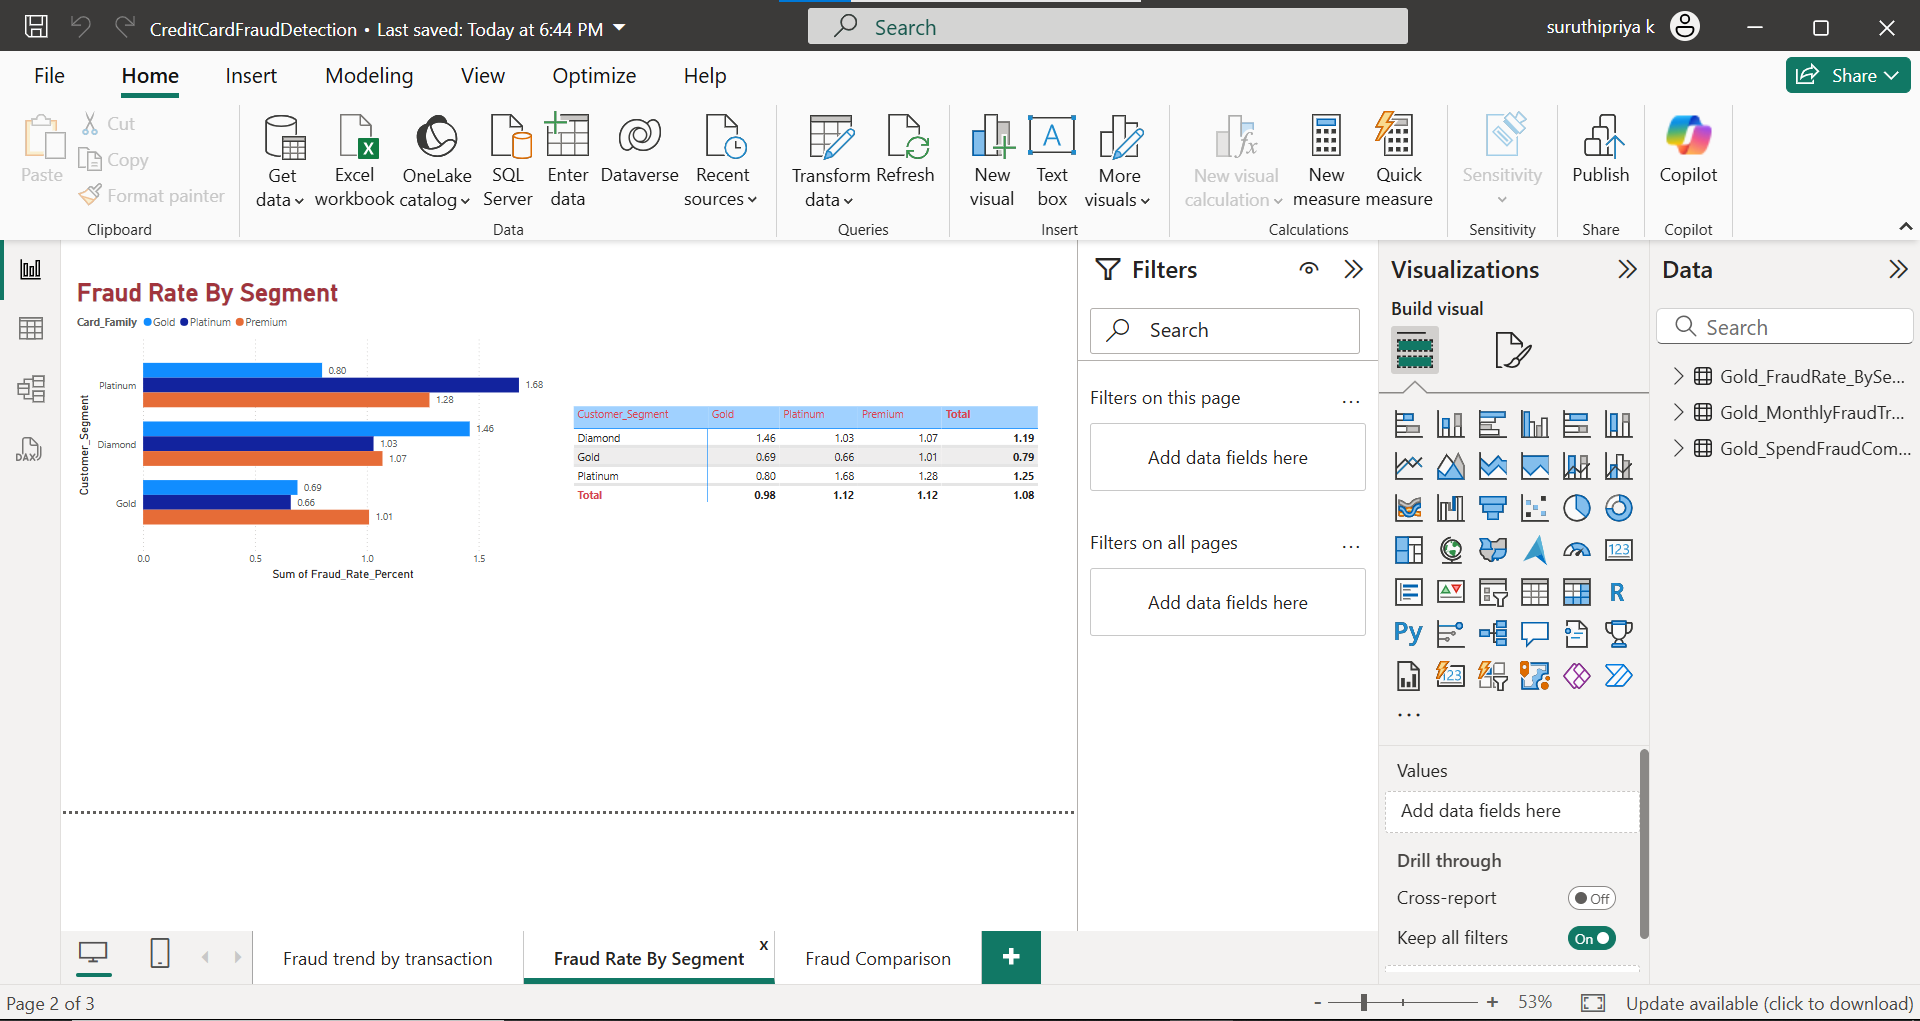 CreditCardFraudDetection • Last saved: Today at 6:44 PM
Search
suruthipriya k
File Home Insert Modeling View Optimize Help
Share
Paste
Cut
Copy
Format painter
Clipboard
Get data
Excel workbook
OneLake catalog
SQL Server
Enter data
Dataverse
Recent sources
Data
Transform data
Refresh
Queries
New visual
Text box
More visuals
Insert
New visual calculation
New measure
Quick measure
Calculations
Sensitivity
Sensitivity
Publish
Share
Copilot
Copilot
Fraud Rate By Segment
Card_Family Gold Platinum Premium
Customer_Segment
Platinum 0.80 1.68 1.28
Diamond 1.46 1.03 1.07
Gold 0.69 0.66 1.01
0.0 0.5 1.0 1.5
Sum of Fraud_Rate_Percent
Customer_Segment Gold Platinum Premium Total
Diamond 1.46 1.03 1.07 1.19
Gold 0.69 0.66 1.01 0.79
Platinum 0.80 1.68 1.28 1.25
Total 0.98 1.12 1.12 1.08
Filters
Search
Filters on this page ...
Add data fields here
Filters on all pages ...
Add data fields here
Visualizations
Build visual
123
R
Py
123
...
Values
Add data fields here
Drill through
Cross-report Off
Keep all filters On
Data
Search
Gold_FraudRate_BySe...
Gold_MonthlyFraudTr...
Gold_SpendFraudCom...
DAX
Fraud trend by transaction
Fraud Rate By Segment x
Fraud Comparison
+
Page 2 of 3
- + 53%
Update available (click to download)